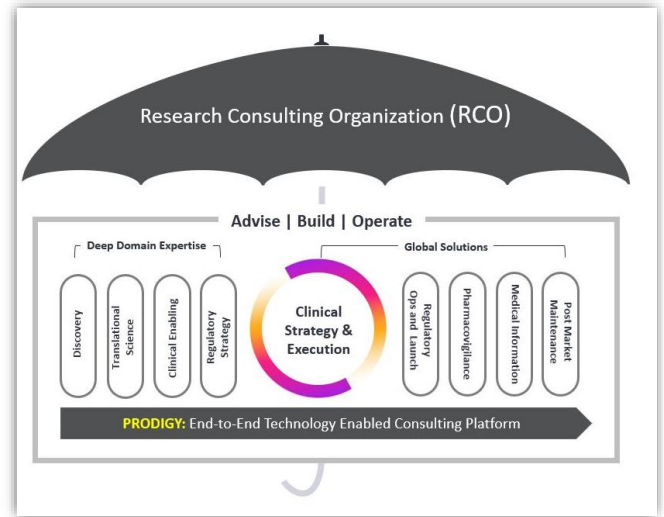 Research Consulting Organization (RCO)
Advise | Build | Operate
Deep Domain Expertise
Global Solutions
Discovery
Translational
Science
Clinical Enabling
Regulatory
Strategy
Clinical
Strategy &
Execution
Regulatory
Ops and Launch
Pharmacovigilance
Medical Information
Post Market
Maintenance
PRODIGY: End-to-End Technology Enabled Consulting Platform